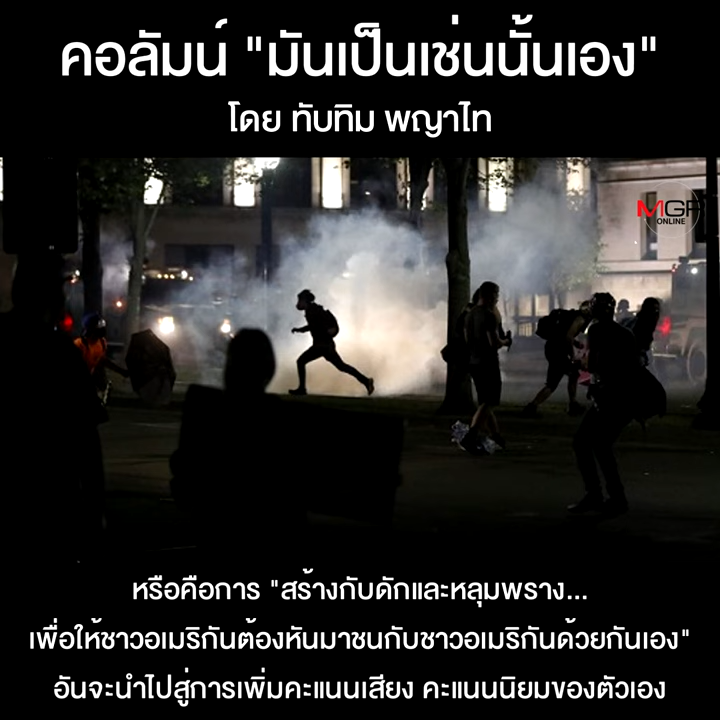 คอลัมน์ "มันเป็นเช่นนั้นเอง"
โดย ทับทิม พญาไท
MGR
ONLINE
หรือคือการ "สร้างกับดักและหลุมพราง...
เพื่อให้ชาวอเมริกันต้องหันมาชนกับชาวอเมริกันด้วยกันเอง"
อันจะนำไปสู่การเพิ่มคะแนนเสียง คะแนนนิยมของตัวเอง